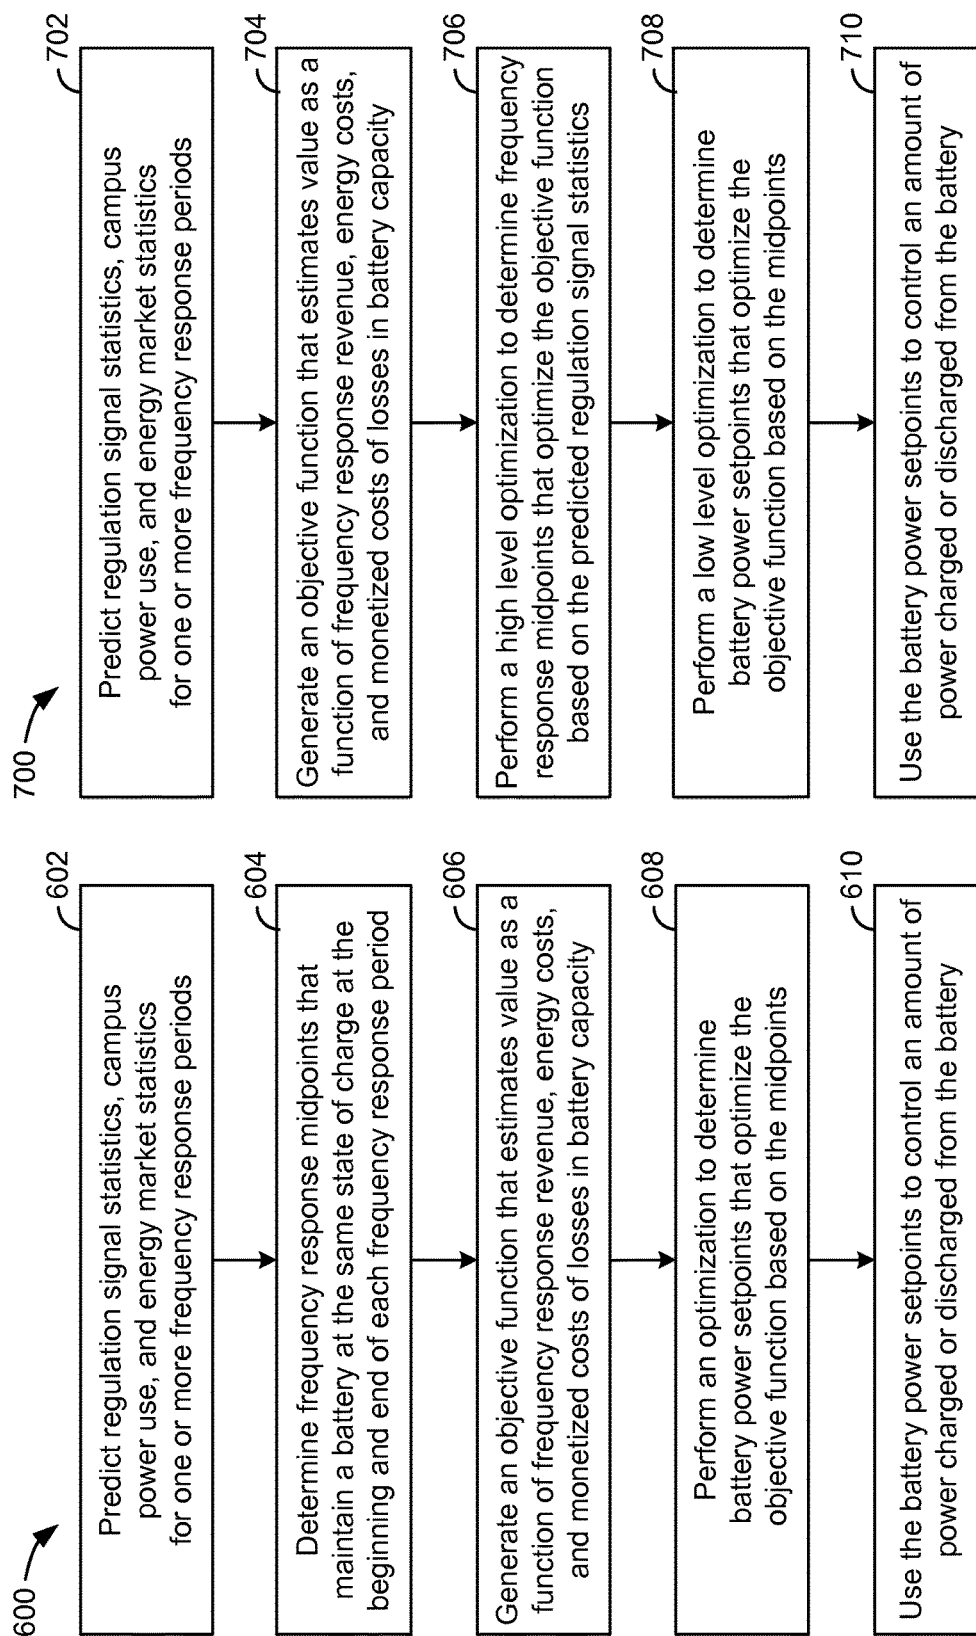 600
602
Predict regulation signal statistics, campus
power use, and energy market statistics
for one or more frequency response periods
604
Determine frequency response midpoints that
maintain a battery at the same state of charge at the
beginning and end of each frequency response period
606
Generate an objective function that estimates value as a
function of frequency response revenue, energy costs,
and monetized costs of losses in battery capacity
608
Perform an optimization to determine
battery power setpoints that optimize the
objective function based on the midpoints
610
Use the battery power setpoints to control an amount of
power charged or discharged from the battery
700
702
Predict regulation signal statistics, campus
power use, and energy market statistics
for one or more frequency response periods
704
Generate an objective function that estimates value as a
function of frequency response revenue, energy costs,
and monetized costs of losses in battery capacity
706
Perform a high level optimization to determine frequency
response midpoints that optimize the objective function
based on the predicted regulation signal statistics
708
Perform a low level optimization to determine
battery power setpoints that optimize the
objective function based on the midpoints
710
Use the battery power setpoints to control an amount of
power charged or discharged from the battery